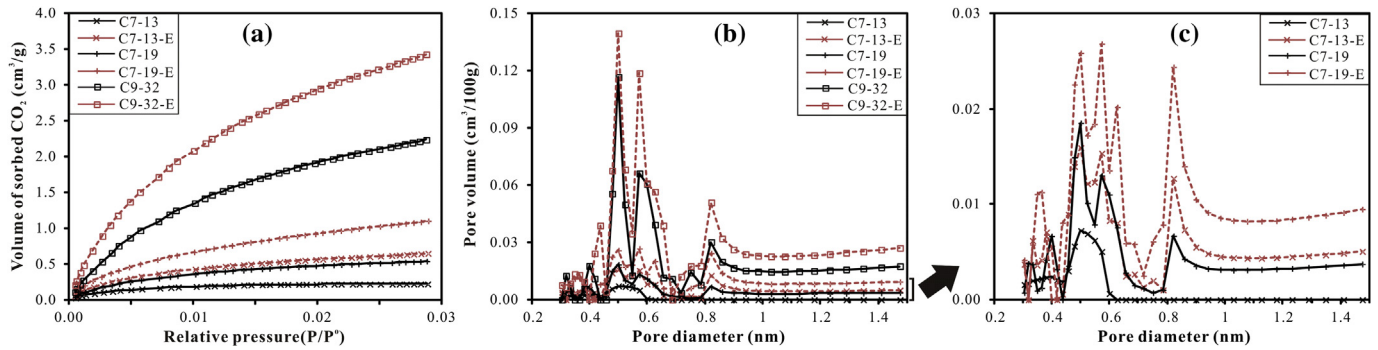 (a)
C7-13
C7-13-E
C7-19
C7-19-E
C9-32
C9-32-E
Volume of sorbed CO₂ (cm³/g)
4.0
3.5
3.0
2.5
2.0
1.5
1.0
0.5
0.0
0.00
0.01
0.02
0.03
Relative pressure(P/Pº)
(b)
C7-13
C7-13-E
C7-19
C7-19-E
C9-32
C9-32-E
Pore volume (cm³/100g)
0.15
0.12
0.09
0.06
0.03
0.00
0.2
0.4
0.6
0.8
1
1.2
1.4
Pore diameter (nm)
(c)
C7-13
C7-13-E
C7-19
C7-19-E
0.03
0.02
0.01
0.00
0.2
0.4
0.6
0.8
1
1.2
1.4
Pore diameter (nm)